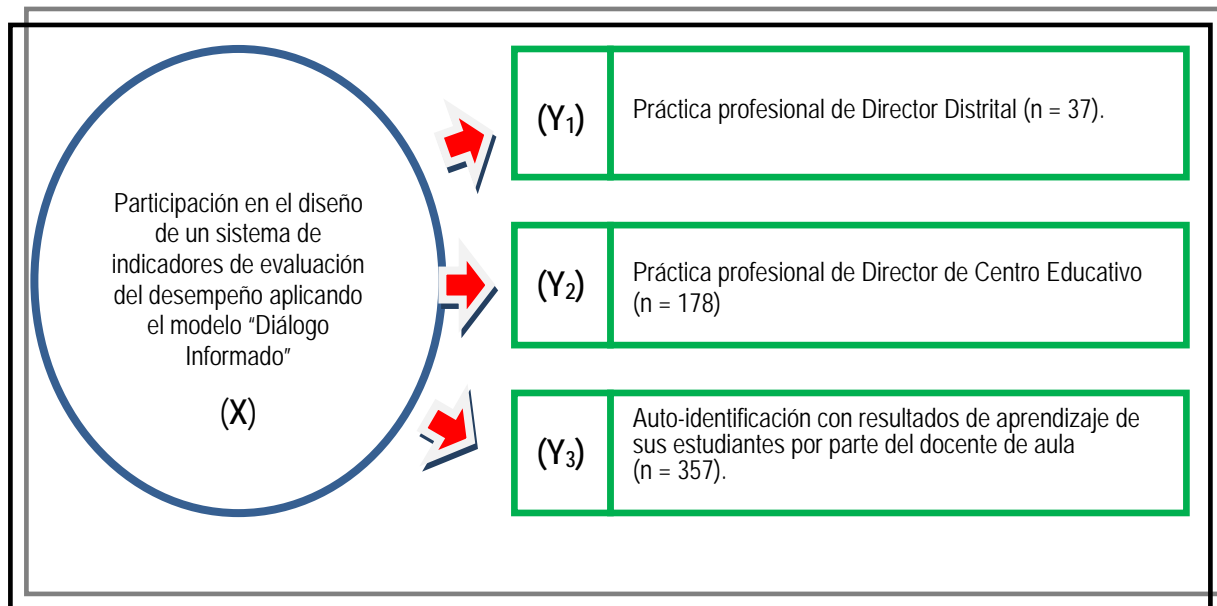 Participación en el diseño
de un sistema de
indicadores de evaluación
del desempeño aplicando
el modelo “Diálogo
Informado”
(X)
(Y1)
Práctica profesional de Director Distrital (n = 37).
(Y2)
Práctica profesional de Director de Centro Educativo
(n = 178)
(Y3)
Auto-identificación con resultados de aprendizaje de
sus estudiantes por parte del docente de aula
(n = 357).